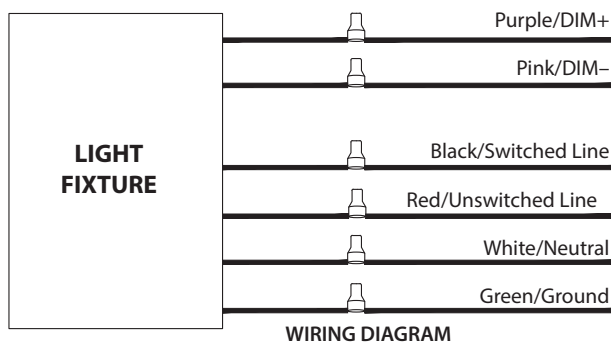 Purple/DIM+
Pink/DIM–
LIGHT
FIXTURE
Black/Switched Line
Red/Unswitched Line
White/Neutral
Green/Ground
WIRING DIAGRAM